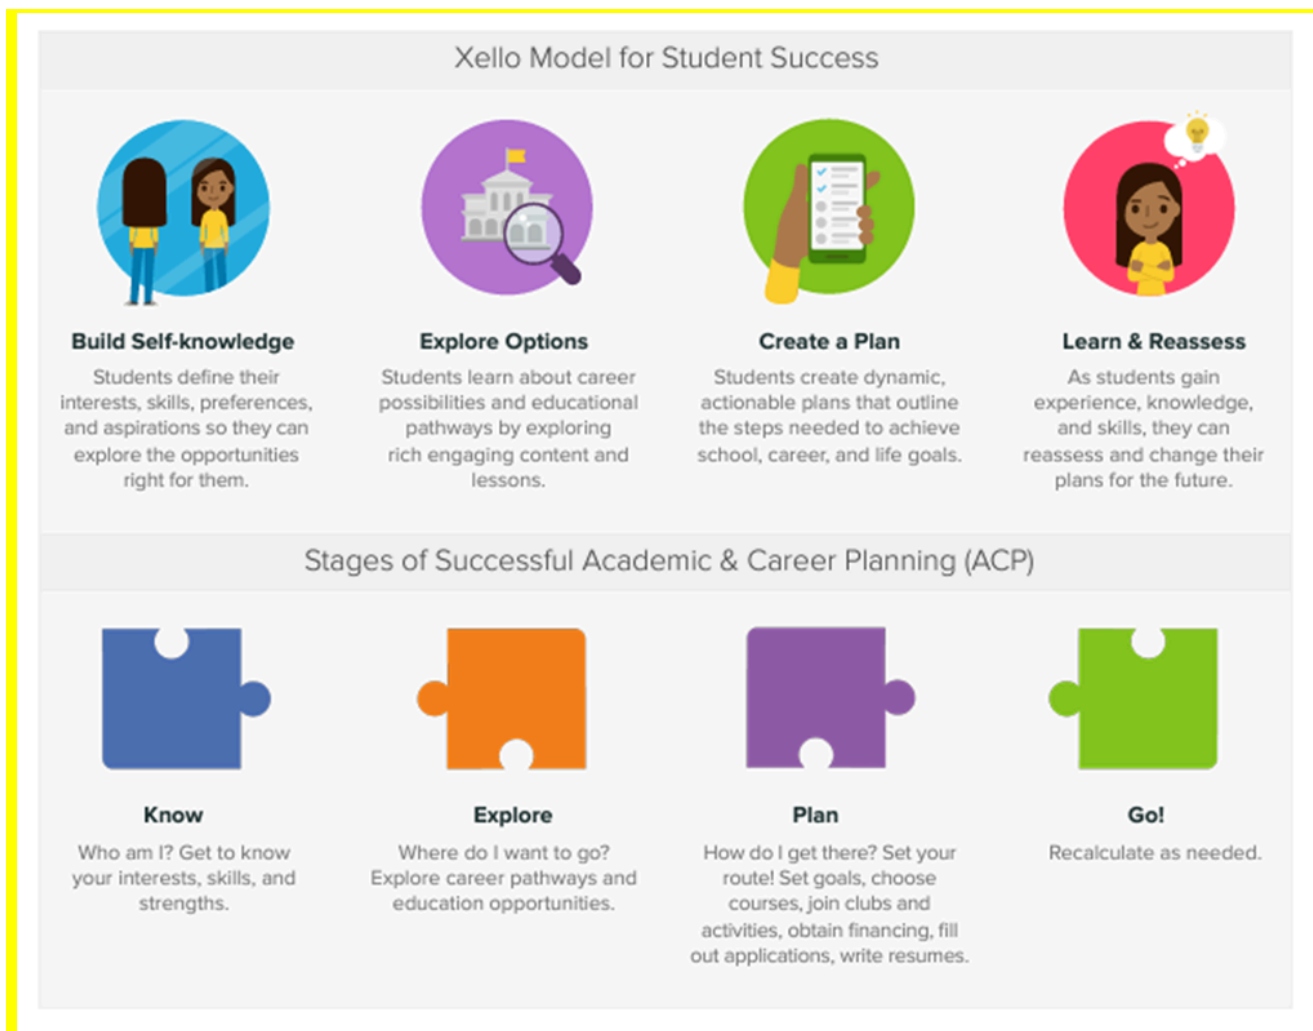 Xello Model for Student Success
Build Self-knowledge
Students define their
interests, skills, preferences,
and aspirations so they can
explore the opportunities
right for them.
Explore Options
Students learn about career
possibilities and educational
pathways by exploring
rich engaging content and
lessons.
Create a Plan
Students create dynamic,
actionable plans that outline
the steps needed to achieve
school, career, and life goals.
Learn & Reassess
As students gain
experience, knowledge,
and skills, they can
reassess and change their
plans for the future.
Stages of Successful Academic & Career Planning (ACP)
Know
Who am I? Get to know
your interests, skills, and
strengths.
Explore
Where do I want to go?
Explore career pathways and
education opportunities.
Plan
How do I get there? Set your
route! Set goals, choose
courses, join clubs and
activities, obtain financing, fill
out applications, write resumes.
Go!
Recalculate as needed.